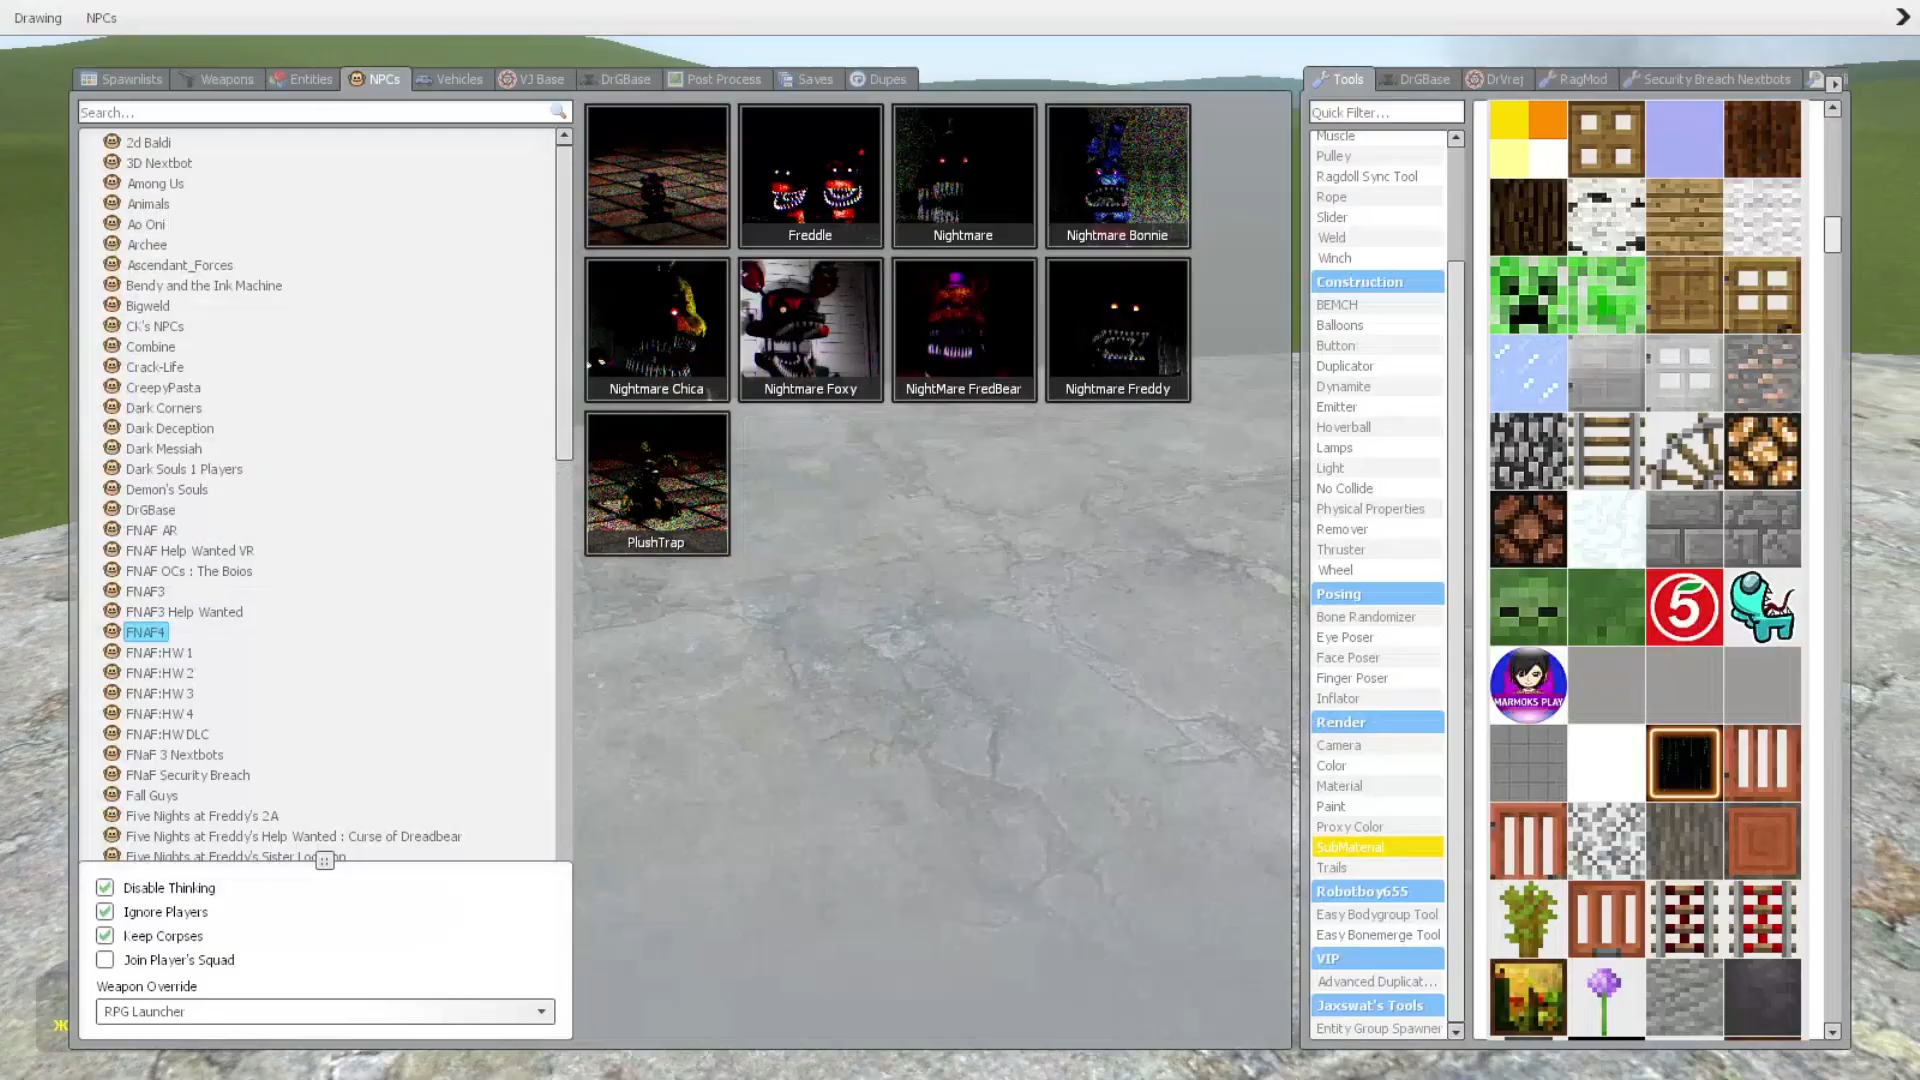 Drawing NPCs
Spawnlists Weapons Entities NPCs Vehicles VJ Base DrGBase Post Process Saves Dupes
Search...
2d Baldi
3D Nextbot
Among Us
Animals
Ao Oni
Archee
Ascendant_Forces
Bendy and the Ink Machine
Bigweld
CK's NPCs
Combine
Crack-Life
CreepyPasta
Dark Corners
Dark Deception
Dark Messiah
Dark Souls 1 Players
Demon's Souls
DrGBase
FNAF AR
FNAF Help Wanted VR
FNAF OCs : The Boios
FNAF3
FNAF3 Help Wanted
FNAF4
FNAF:HW 1
FNAF:HW 2
FNAF:HW 3
FNAF:HW 4
FNAF:HW DLC
FNaF 3 Nextbots
FNaF Security Breach
Fall Guys
Five Nights at Freddy's 2A
Five Nights at Freddy's Help Wanted : Curse of Dreadbear
Five Nights at Freddy's Sister
Disable Thinking
Ignore Players
Keep Corpses
Join Player's Squad
Weapon Override
RPG Launcher
Ж
Freddle
Nightmare
Nightmare Bonnie
Nightmare Chica
Nightmare Foxy
NightMare FredBear
Nightmare Freddy
PlushTrap
Tools DrGBase DrVrej RagMod Security Breach Nextbots
Quick Filter...
Muscle
Pulley
Ragdoll Sync Tool
Rope
Slider
Weld
Winch
Construction
BEMCH
Balloons
Button
Duplicator
Dynamite
Emitter
Hoverball
Lamps
Light
No Collide
Physical Properties
Remover
Thruster
Wheel
Posing
Bone Randomizer
Eye Poser
Face Poser
Finger Poser
Inflator
Render
Camera
Color
Material
Paint
Proxy Color
SubMaterial
Trails
Robotboy655
Easy Bodygroup Tool
Easy Bonemerge Tool
VIP
Advanced Duplicat...
Jaxswat's Tools
Entity Group Spawner
5
MARMOKS PLAY